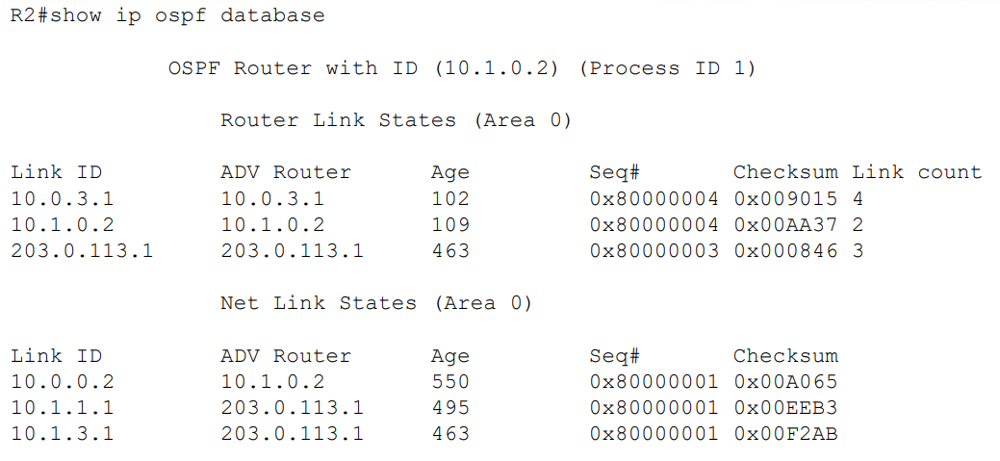 R2#show ip ospf database
OSPF Router with ID (10.1.0.2) (Process ID 1)
Router Link States (Area 0)
Link ID ADV Router Age Seq# Checksum Link count
10.0.3.1 10.0.3.1 102 0x80000004 0x009015 4
10.1.0.2 10.1.0.2 109 0x80000004 0x00AA37 2
203.0.113.1 203.0.113.1 463 0x80000003 0x000846 3
Net Link States (Area 0)
Link ID ADV Router Age Seq# Checksum
10.0.0.2 10.1.0.2 550 0x80000001 0x00A065
10.1.1.1 203.0.113.1 495 0x80000001 0x00EEB3
10.1.3.1 203.0.113.1 463 0x80000001 0x00F2AB